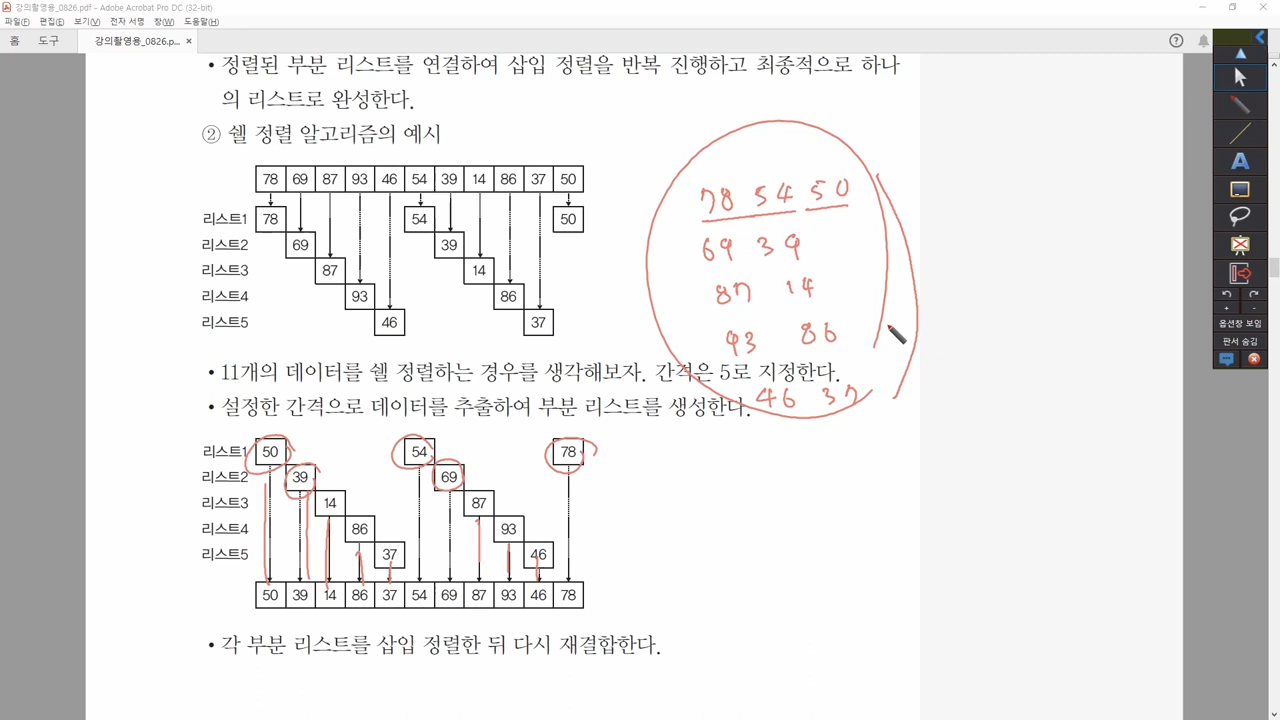 강의촬영용_0826.pdf - Adobe Acrobat Pro DC (32-bit)
파일(F) 편집(E) 보기(V) 전자 서명 창(W) 도움말(H)
홈 도구 강의촬영용_0826.p... ×
• 정렬된 부분 리스트를 연결하여 삽입 정렬을 반복 진행하고 최종적으로 하나
의 리스트로 완성한다.
② 쉘 정렬 알고리즘의 예시
78 69 87 93 46 54 39 14 86 37 50
리스트1 78 54 50
리스트2 69 39
리스트3 87 14
리스트4 93 86
리스트5 46 37
78 54 50
69 39
87 14
93 86
46 37
• 11개의 데이터를 쉘 정렬하는 경우를 생각해보자. 간격은 5로 지정한다.
• 설정한 간격으로 데이터를 추출하여 부분 리스트를 생성한다.
리스트1 50 54 78
리스트2 39 69
리스트3 14 87
리스트4 86 93
리스트5 37 46
50 39 14 86 37 54 69 87 93 46 78
• 각 부분 리스트를 삽입 정렬한 뒤 다시 재결합한다.
옵션창 보임
판서 숨김